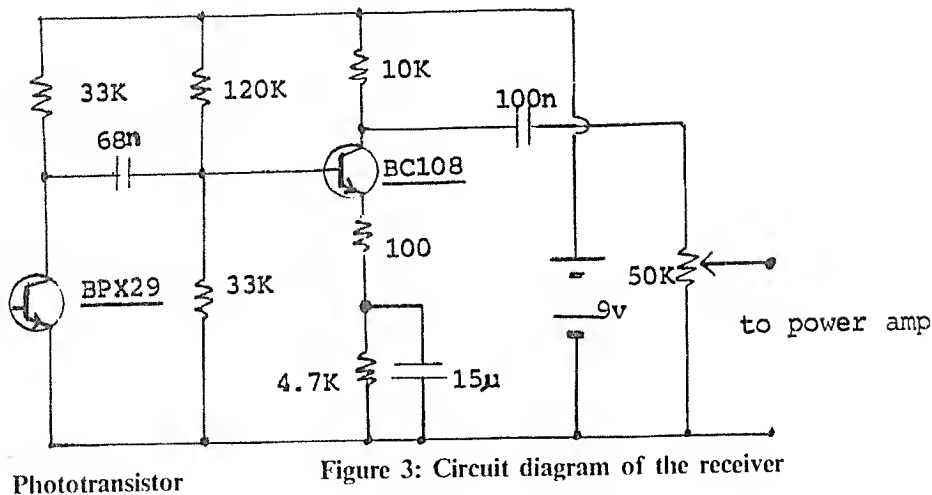 33K
120K
10K
100n
68n
BC108
100
BPX29
33K
50K
9v
to power amp
4.7K
15μ
Phototransistor
Figure 3: Circuit diagram of the receiver